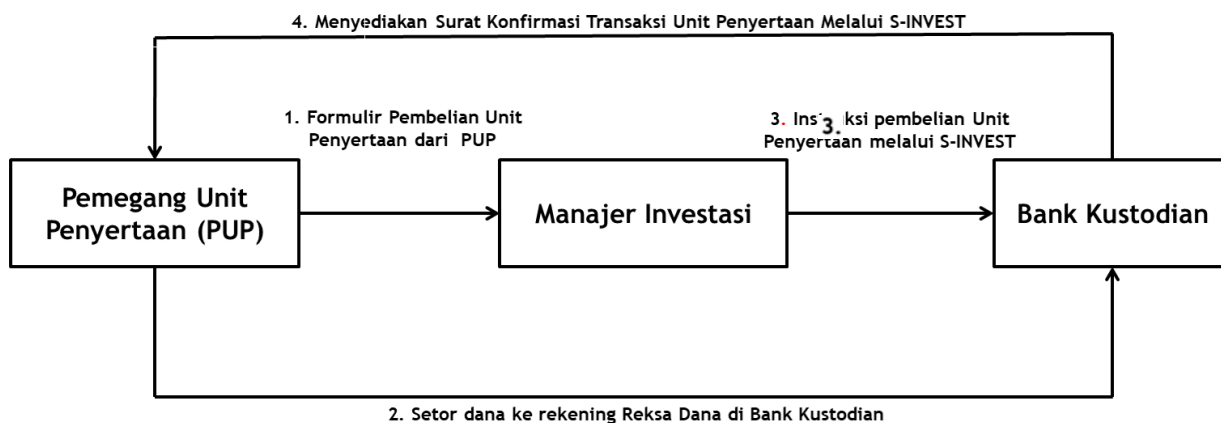 4. Menyediakan Surat Konfirmasi Transaksi Unit Penyertaan Melalui S-INVEST
1. Formulir Pembelian Unit
Penyertaan dari PUP
3. pembelian Unit
3.
Penyertaan melalui S-INVEST
Pemegang Unit
Penyertaan (PUP)
Manajer Investasi
Bank Kustodian
2. Setor dana ke rekening Reksa Dana di Bank Kustodian